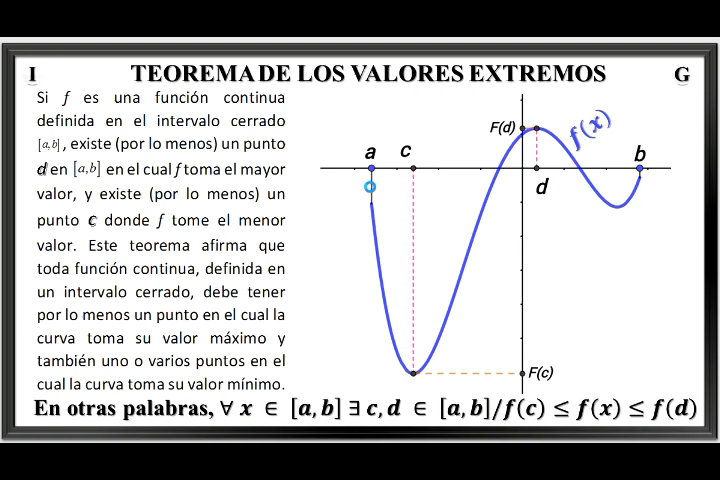 I TEOREMA DE LOS VALORES EXTREMOS G
Si f es una función continua
definida en el intervalo cerrado
[a,b], existe (por lo menos) un punto
d en [a,b] en el cual f toma el mayor
valor, y existe (por lo menos) un
punto c donde f tome el menor
valor. Este teorema afirma que
toda función continua, definida en
un intervalo cerrado, debe tener
por lo menos un punto en el cual la
curva toma su valor máximo y
también uno o varios puntos en el
cual la curva toma su valor mínimo.
F(d)
f(x)
a
c
b
d
F(c)
En otras palabras, ∀ x ∈ [a,b] ∃ c,d ∈ [a,b]/f(c) ≤ f(x) ≤ f(d)